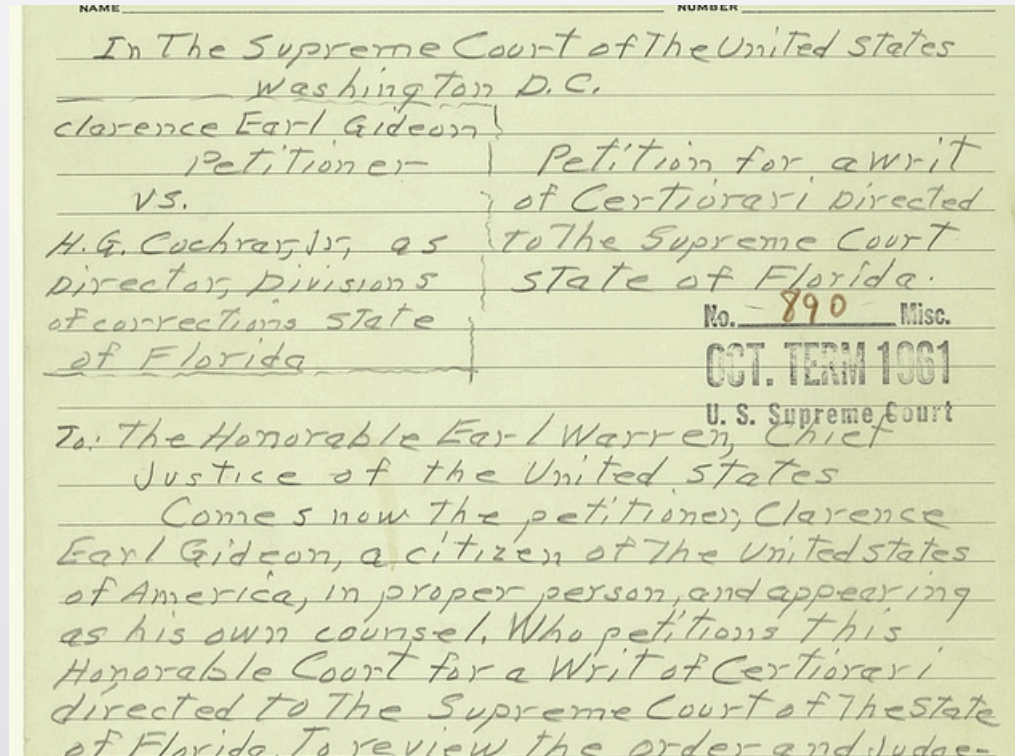 NAME NUMBER
In The Supreme Court of The United States
Washington D.C.
clarence Earl Gideon
Petitioner
vs.
H.G. Cochran, Jr, as
Director, Divisions
of corrections State
of Florida
Petition for a writ
of Certiorari Directed
to The Supreme Court
State of Florida.
No. 890 Misc.
OCT. TERM 1961
U. S. Supreme Court
To: The Honorable Earl Warren, Chief
Justice of the United States
Comes now the petitioner, Clarence
Earl Gideon, a citizen of The United states
of America, in proper person, and appearing
as his own counsel. Who petitions this
Honorable Court for a Writ of Certiorari
directed to The Supreme Court of The State
of Florida, To review the order and Judge-